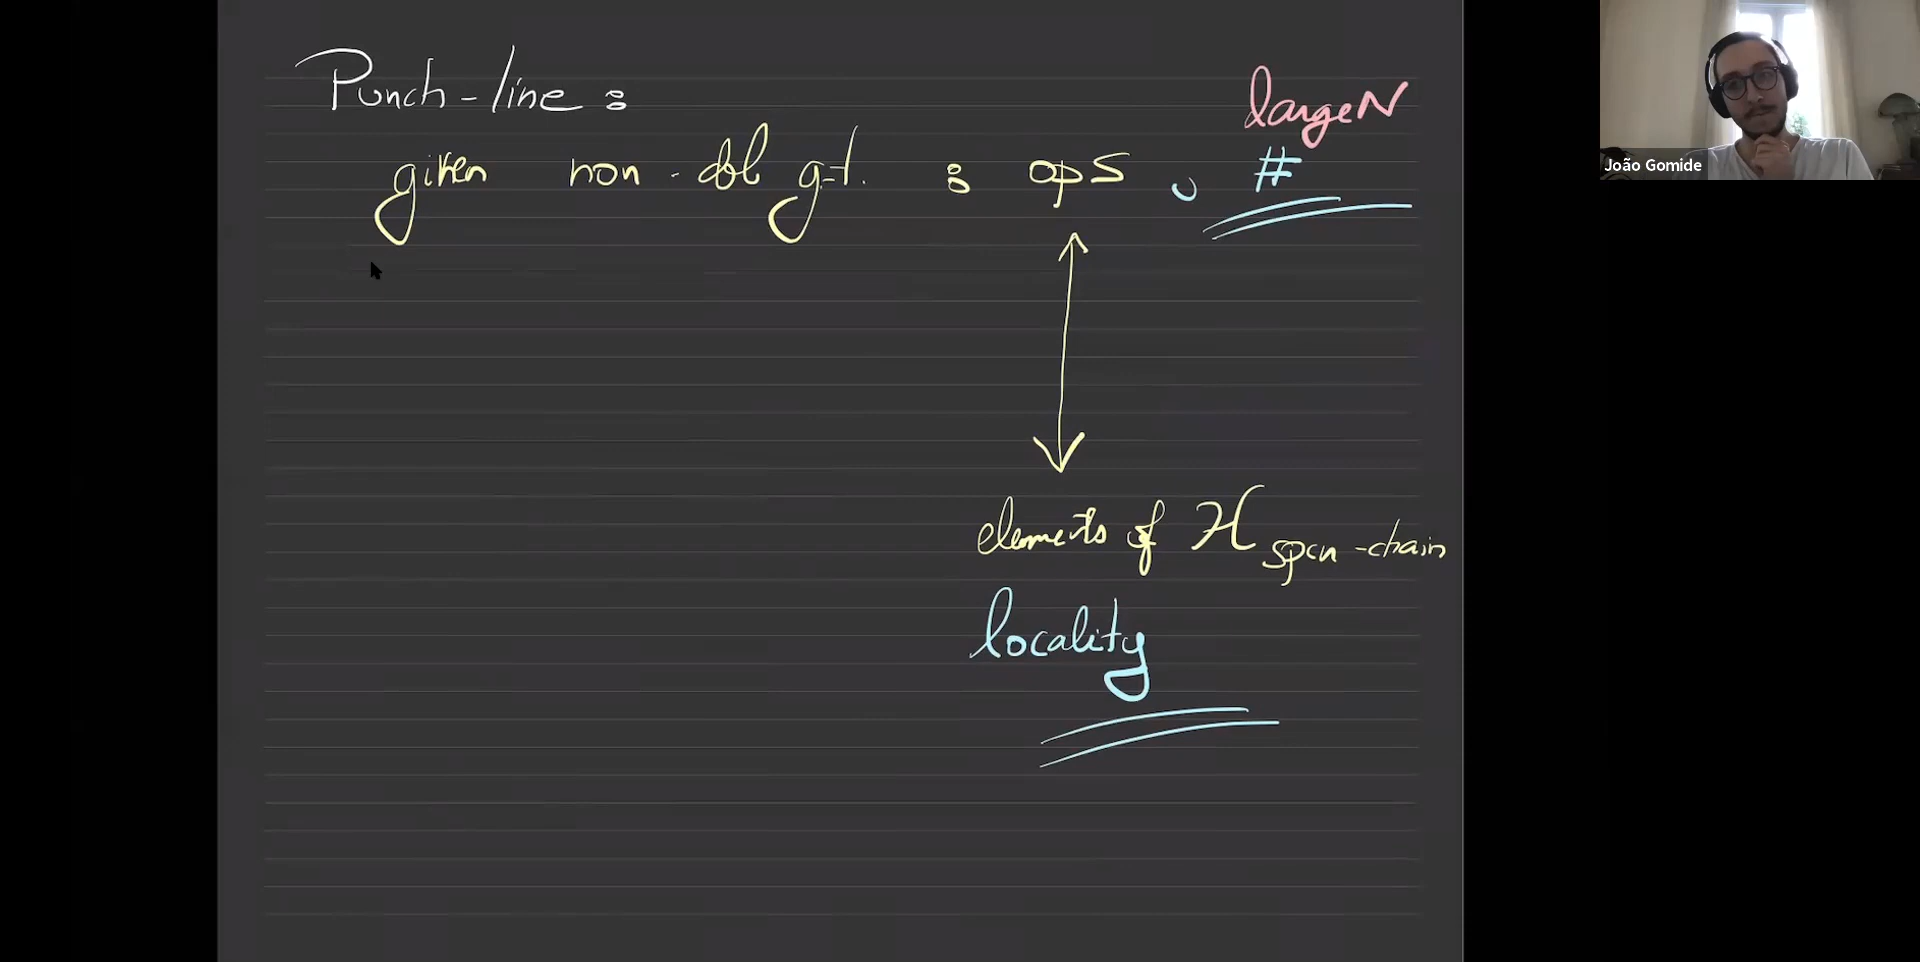 Punch-line :
large N
given non-abl g.t. : ops , #
elements of H spin-chain
locality
João Gomide